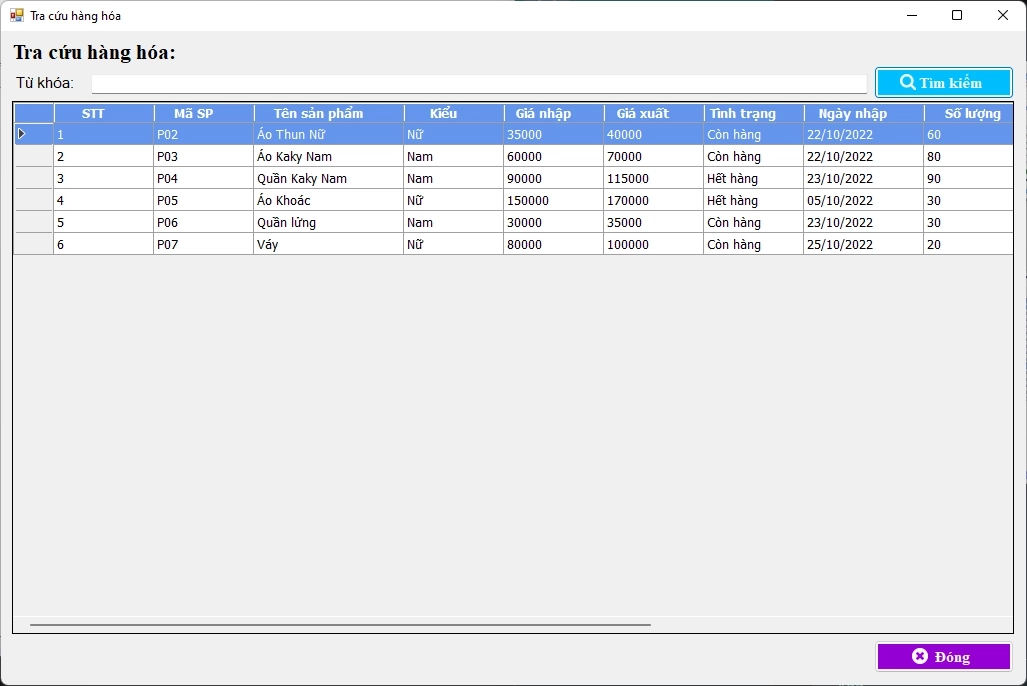 Tra cứu hàng hóa
Tra cứu hàng hóa:
Từ khóa: Tìm kiếm
STT Mã SP Tên sản phẩm Kiểu Giá nhập Giá xuất Tình trạng Ngày nhập Số lượng
1 P02 Áo Thun Nữ Nữ 35000 40000 Còn hàng 22/10/2022 60
2 P03 Áo Kaky Nam Nam 60000 70000 Còn hàng 22/10/2022 80
3 P04 Quần Kaky Nam Nam 90000 115000 Hết hàng 23/10/2022 90
4 P05 Áo Khoác Nữ 150000 170000 Hết hàng 05/10/2022 30
5 P06 Quần lửng Nam 30000 35000 Còn hàng 23/10/2022 30
6 P07 Váy Nữ 80000 100000 Còn hàng 25/10/2022 20
Đóng